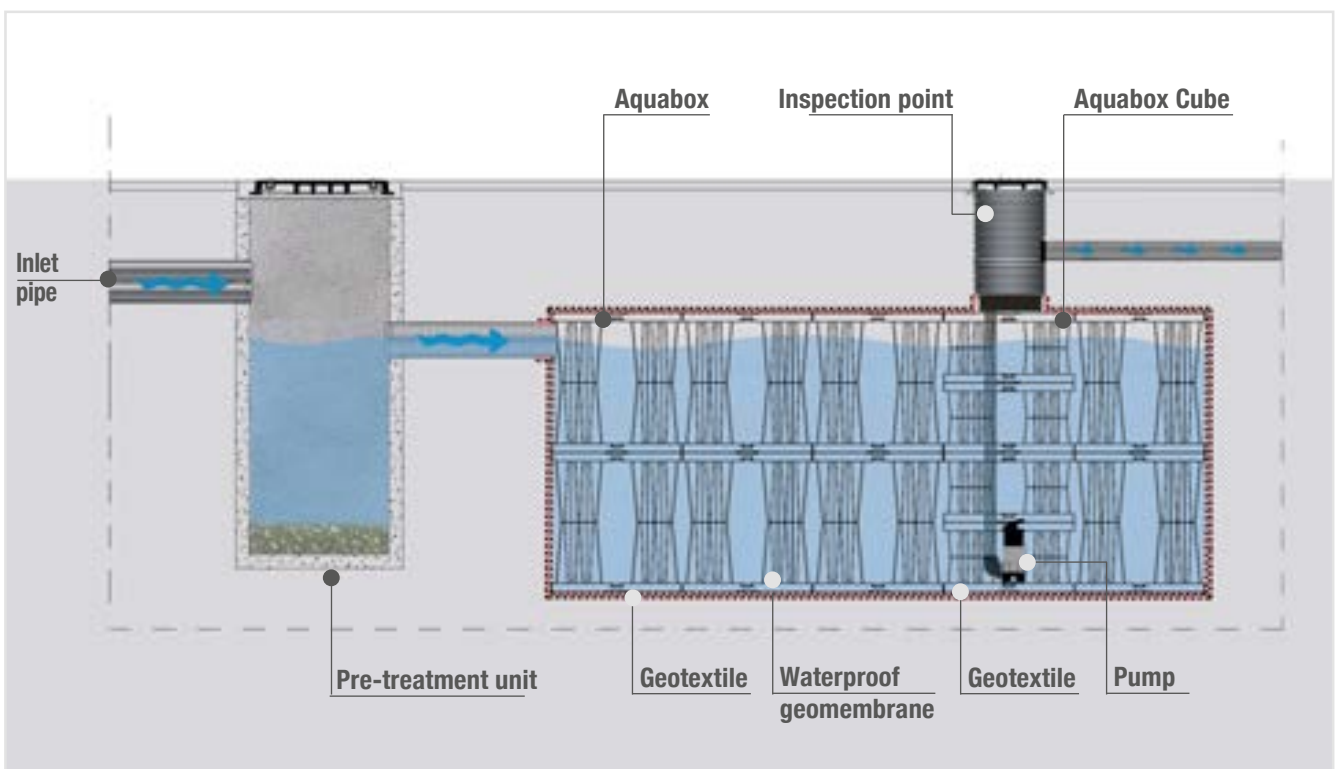 Aquabox
Inspection point
Aquabox Cube
Inlet
pipe
Pre-treatment unit
Geotextile
Waterproof
geomembrane
Geotextile
Pump